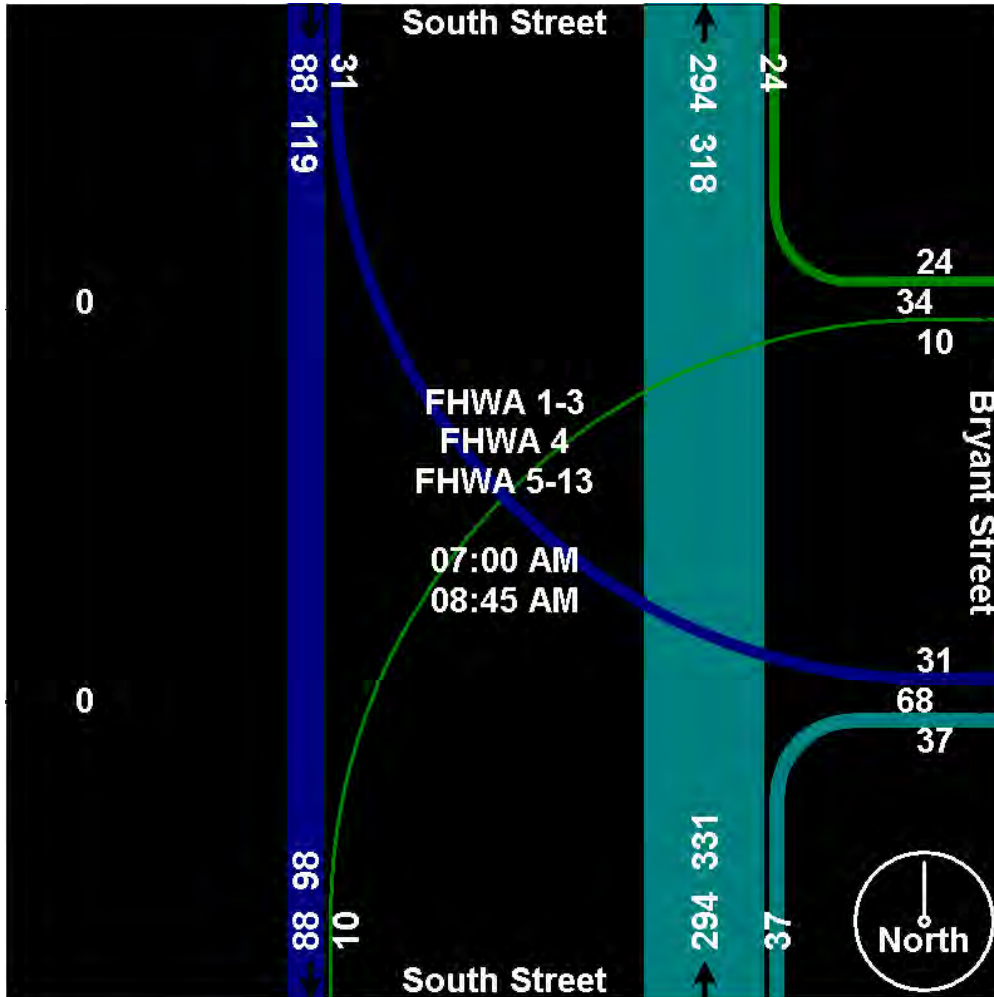 South Street
88 119
31
294 318
24
0
24
34
10
FHWA 1-3
FHWA 4
FHWA 5-13
Bryant Street
07:00 AM
08:45 AM
31
0
68
37
88 98
10
294 331
37
North
South Street